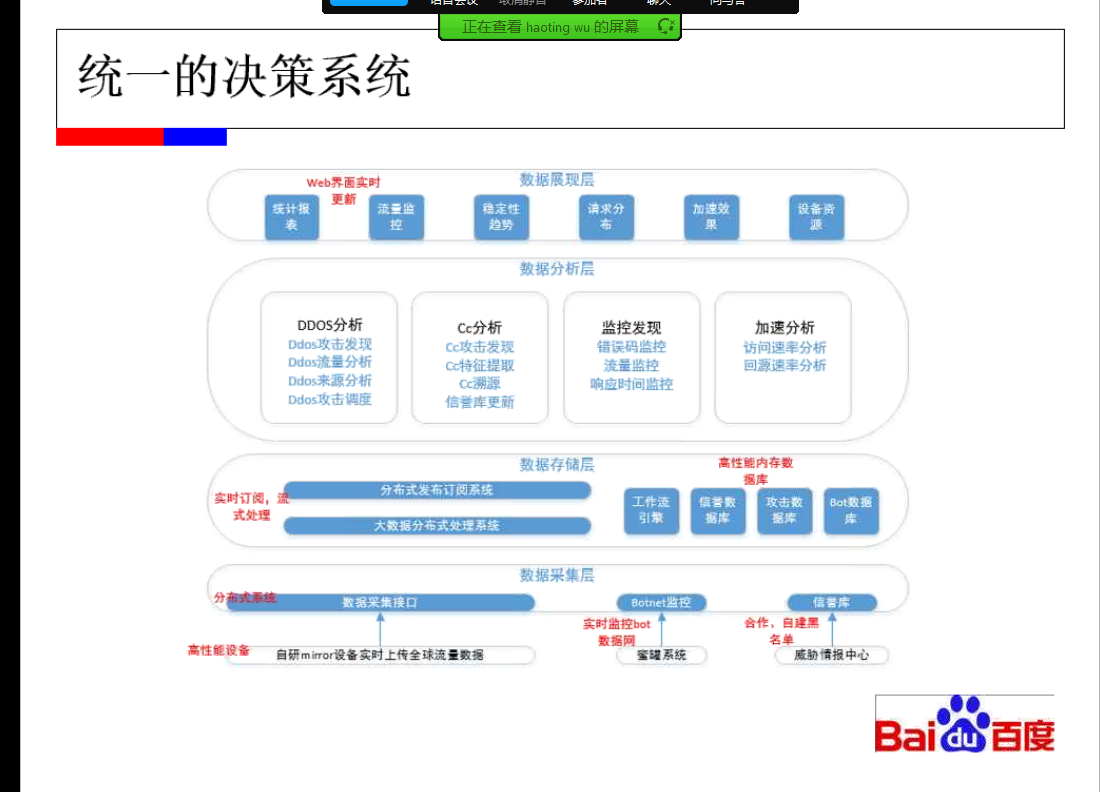 语音会议 取消静音 参加者 聊天 问与答
正在查看 haoting wu 的屏幕
统一的决策系统
数据展现层
Web界面实时
更新
统计报
表
流量监
控
稳定性
趋势
请求分
布
加速效
果
设备资
源
数据分析层
DDOS分析
Ddos攻击发现
Ddos流量分析
Ddos来源分析
Ddos攻击调度
Cc分析
Cc攻击发现
Cc特征提取
Cc溯源
信誉库更新
监控发现
错误码监控
流量监控
响应时间监控
加速分析
访问速率分析
回源速率分析
数据存储层
实时订阅，流
式处理
分布式发布订阅系统
大数据分布式处理系统
高性能内存数
据库
工作流
引擎
信誉数
据库
攻击数
据库
Bot数据
库
数据采集层
分布式系统
数据采集接口
Botnet监控
信誉库
实时监控bot
数据网
合作，自建黑
名单
高性能设备
自研mirror设备实时上传全球流量数据
蜜罐系统
威胁情报中心
Baidu百度